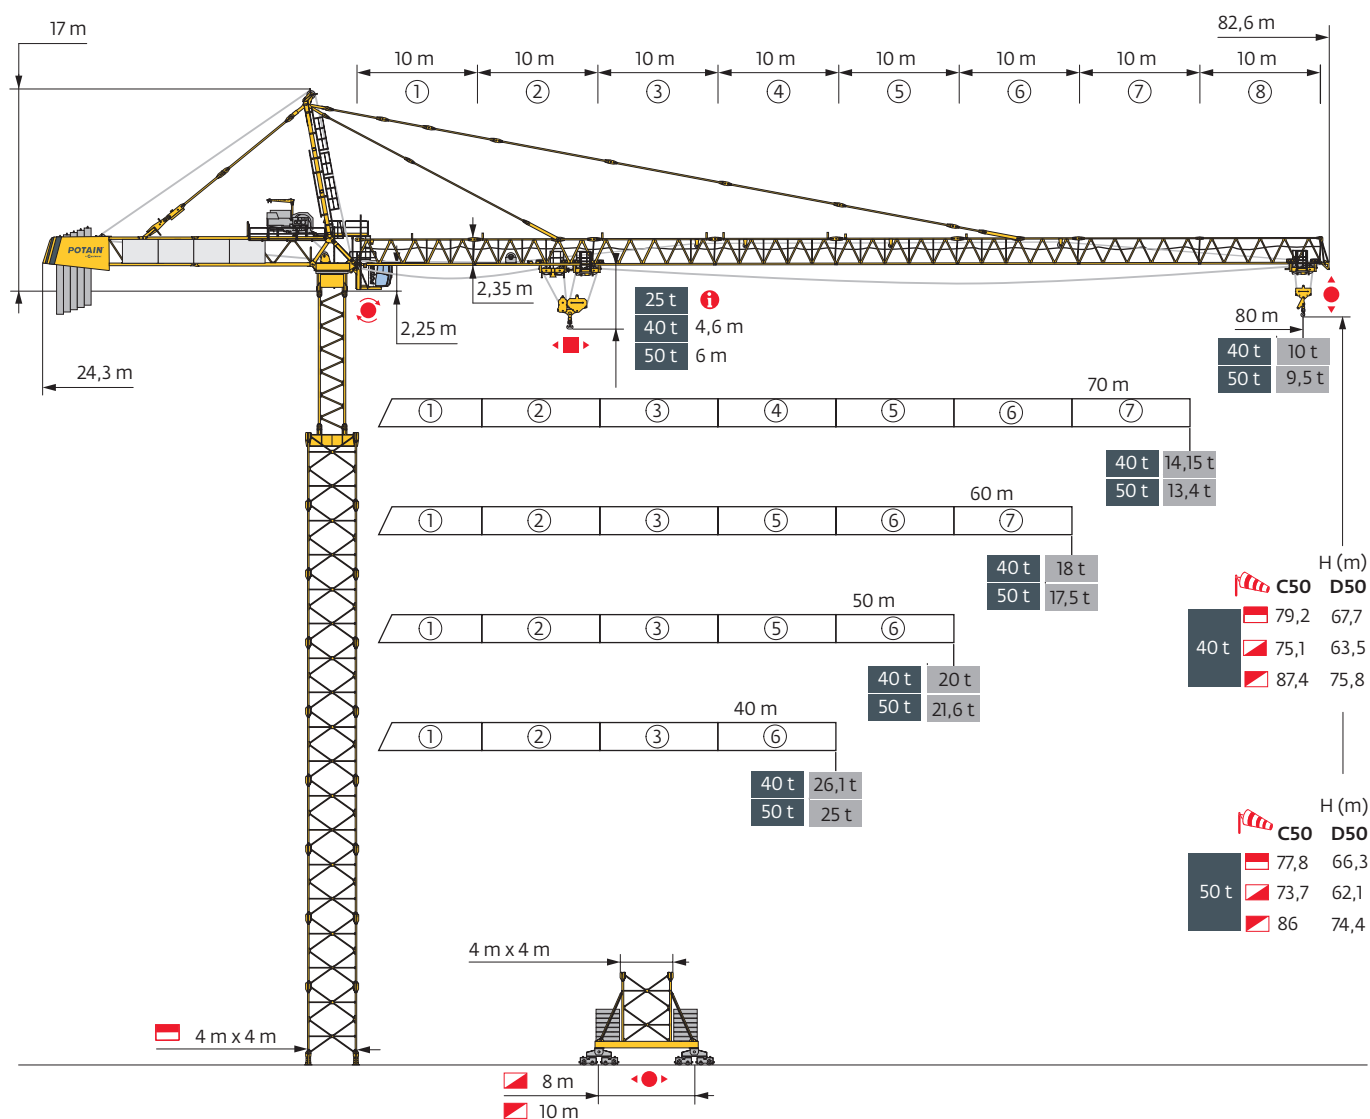 17 m
82,6 m
10 m 10 m 10 m 10 m 10 m 10 m 10 m 10 m
1 2 3 4 5 6 7 8
POTAIN
2,35 m
2,25 m
24,3 m
25 t i
40 t 4,6 m
50 t 6 m
80 m
40 t 10 t
50 t 9,5 t
70 m
1 2 3 4 5 6 7
40 t 14,15 t
50 t 13,4 t
60 m
1 2 3 5 6 7
40 t 18 t
50 t 17,5 t
50 m
1 2 3 5 6
40 t 20 t
50 t 21,6 t
40 m
1 2 3 6
40 t 26,1 t
50 t 25 t
H (m)
C50 D50
79,2 67,7
40 t 75,1 63,5
87,4 75,8
H (m)
C50 D50
77,8 66,3
50 t 73,7 62,1
86 74,4
4 m x 4 m
4 m x 4 m
8 m
10 m